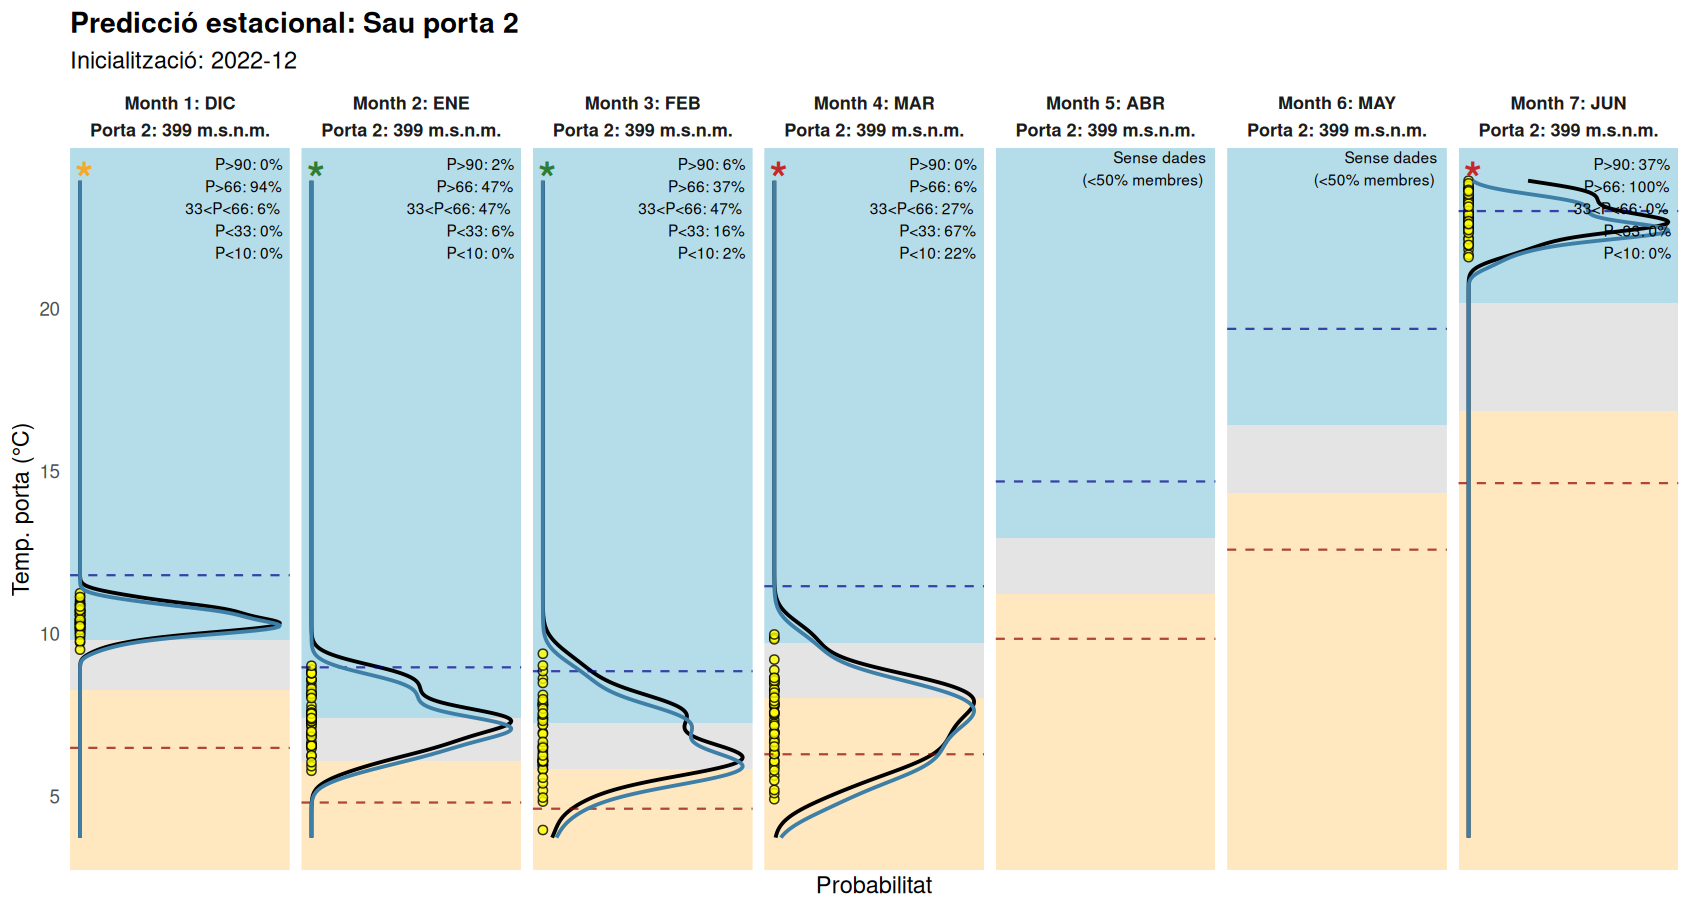 Predicció estacional: Sau porta 2
Inicialització: 2022-12
Month 1: DIC
Porta 2: 399 m.s.n.m.
Month 2: ENE
Porta 2: 399 m.s.n.m.
Month 3: FEB
Porta 2: 399 m.s.n.m.
Month 4: MAR
Porta 2: 399 m.s.n.m.
Month 5: ABR
Porta 2: 399 m.s.n.m.
Month 6: MAY
Porta 2: 399 m.s.n.m.
Month 7: JUN
Porta 2: 399 m.s.n.m.
*
P>90: 0%
P>66: 94%
33<P<66: 6%
P<33: 0%
P<10: 0%
*
P>90: 2%
P>66: 47%
33<P<66: 47%
P<33: 6%
P<10: 0%
*
P>90: 6%
P>66: 37%
33<P<66: 47%
P<33: 16%
P<10: 2%
*
P>90: 0%
P>66: 6%
33<P<66: 27%
P<33: 67%
P<10: 22%
Sense dades
(<50% membres)
Sense dades
(<50% membres)
*
P>90: 37%
P>66: 100%
33<P<66: 0%
P<33: 0%
P<10: 0%
Temp. porta (°C)
20
15
10
5
Probabilitat